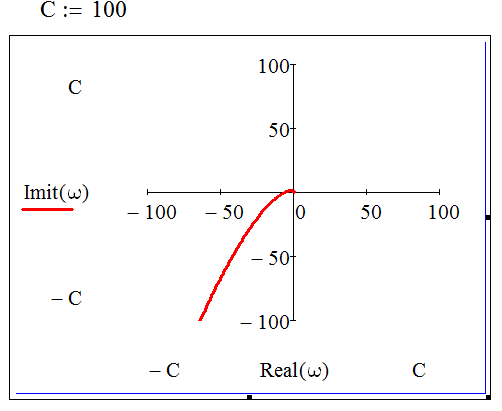 C := 100
100
C
50
Imit(ω)
− 100 − 50 0 50 100
− 50
− C
− 100
− C Real(ω) C